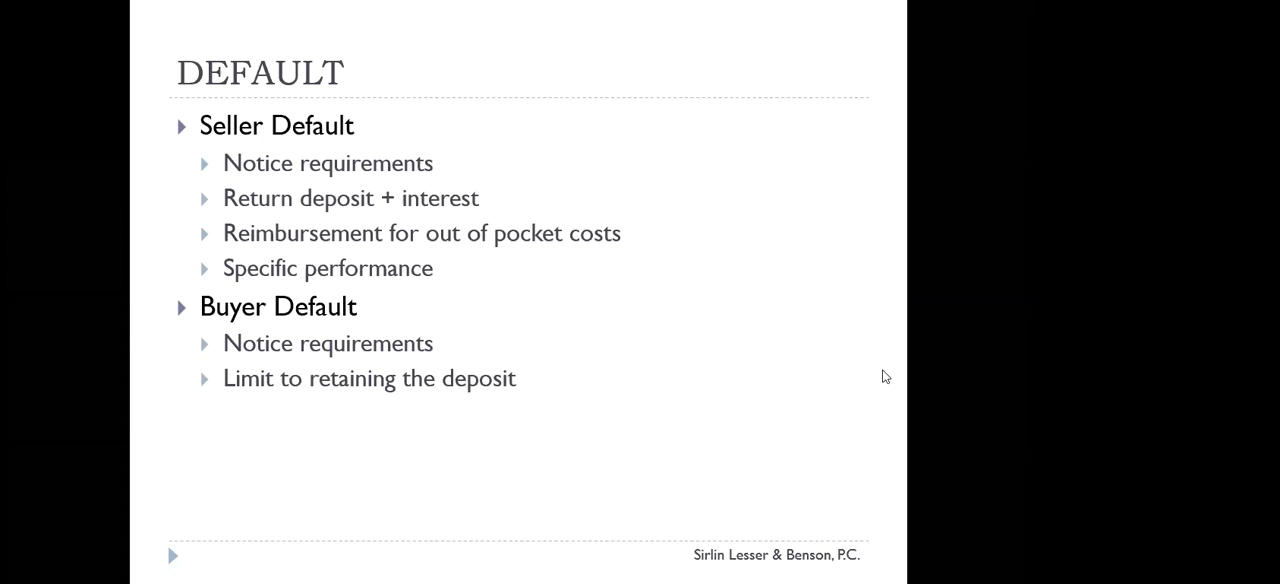 DEFAULT
Seller Default
Notice requirements
Return deposit + interest
Reimbursement for out of pocket costs
Specific performance
Buyer Default
Notice requirements
Limit to retaining the deposit
Sirlin Lesser & Benson, P.C.